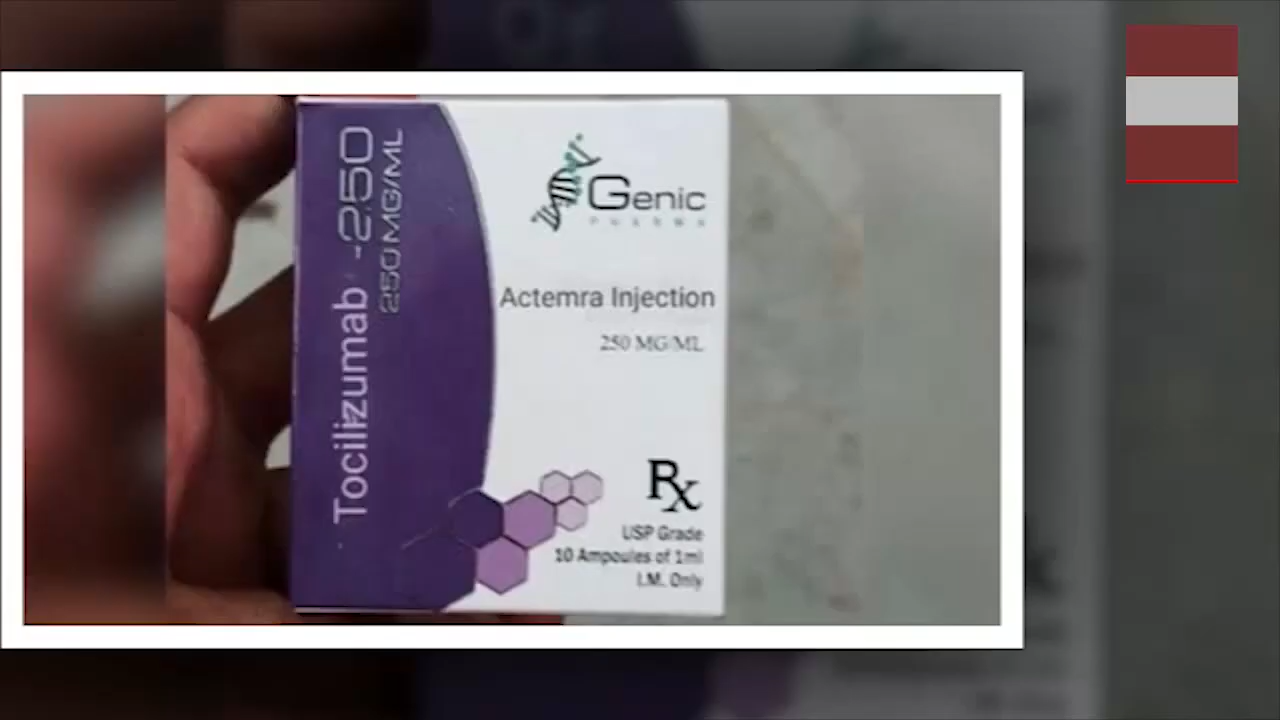 Tocilizumab -250
250 MG/ML
Genic
PHARMA
Actemra Injection
250 MG/ML
Rx
USP Grade
10 Ampoules of 1ml
I.M. Only